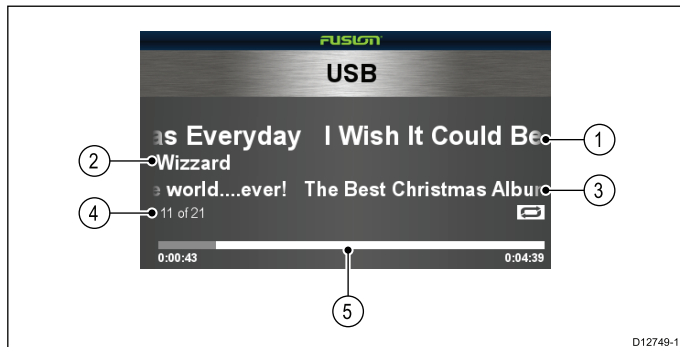 FUSION
USB
as Everyday I Wish It Could Be
1
2
Wizzard
e world....ever! The Best Christmas Albu
3
4
11 of 21
0:00:43
0:04:39
5
D12749-1